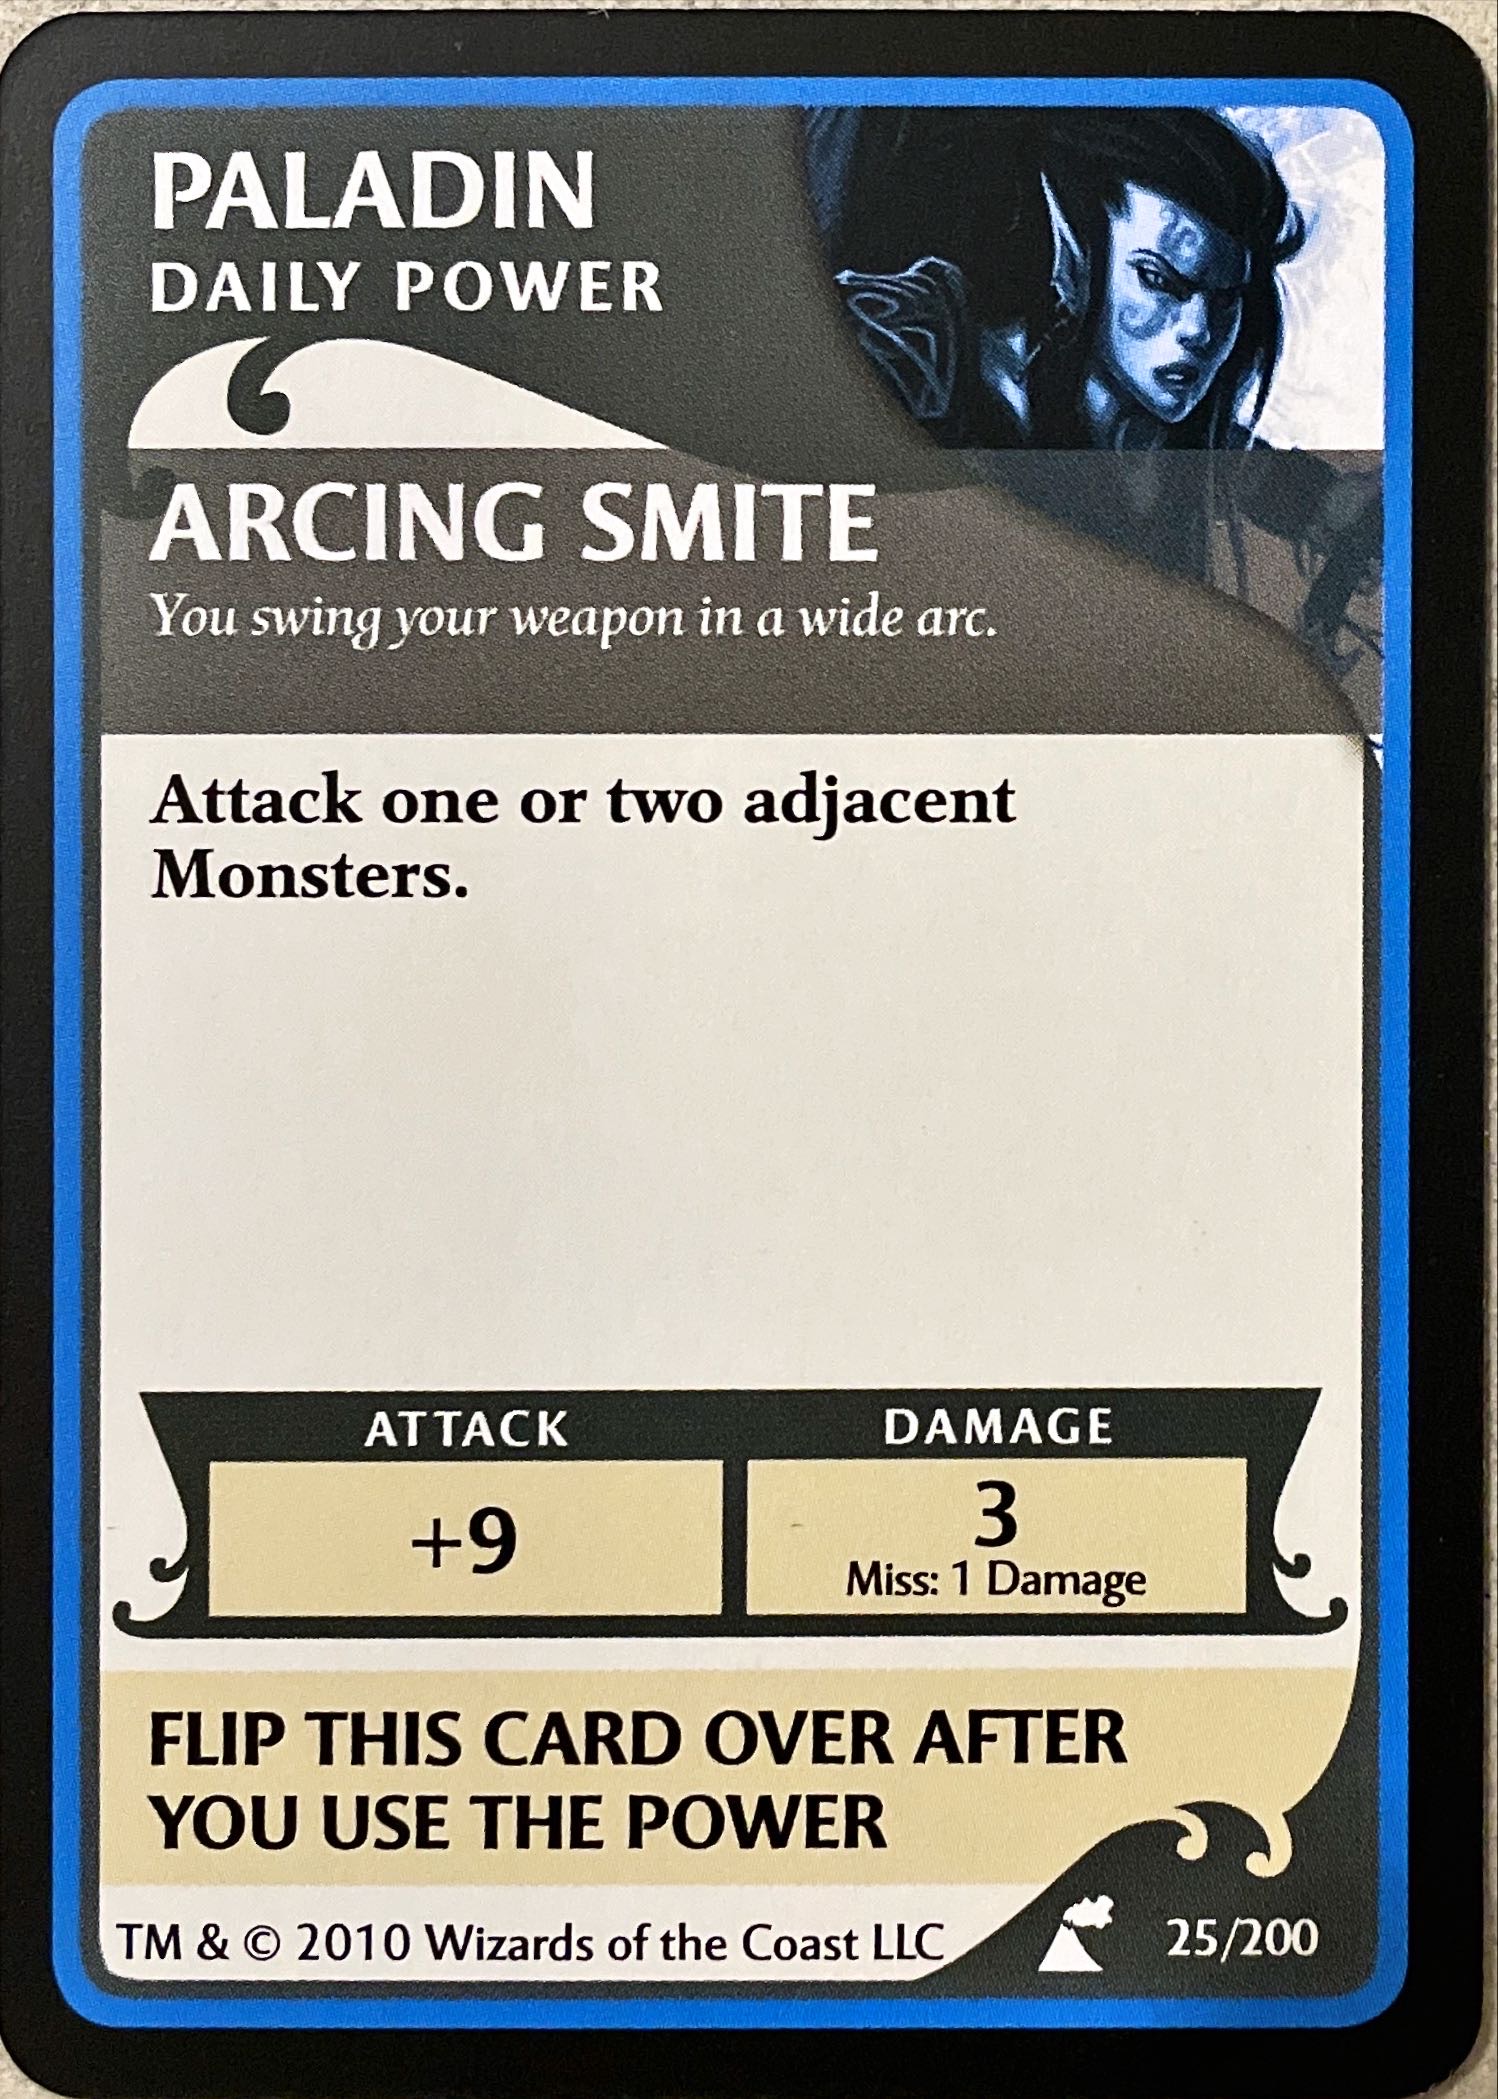 PALADIN
DAILY POWER
ARCING SMITE
You swing your weapon in a wide arc.
Attack one or two adjacent
Monsters.
ATTACK
DAMAGE
+9
3
Miss: 1 Damage
FLIP THIS CARD OVER AFTER
YOU USE THE POWER
TM & © 2010 Wizards of the Coast LLC
25/200